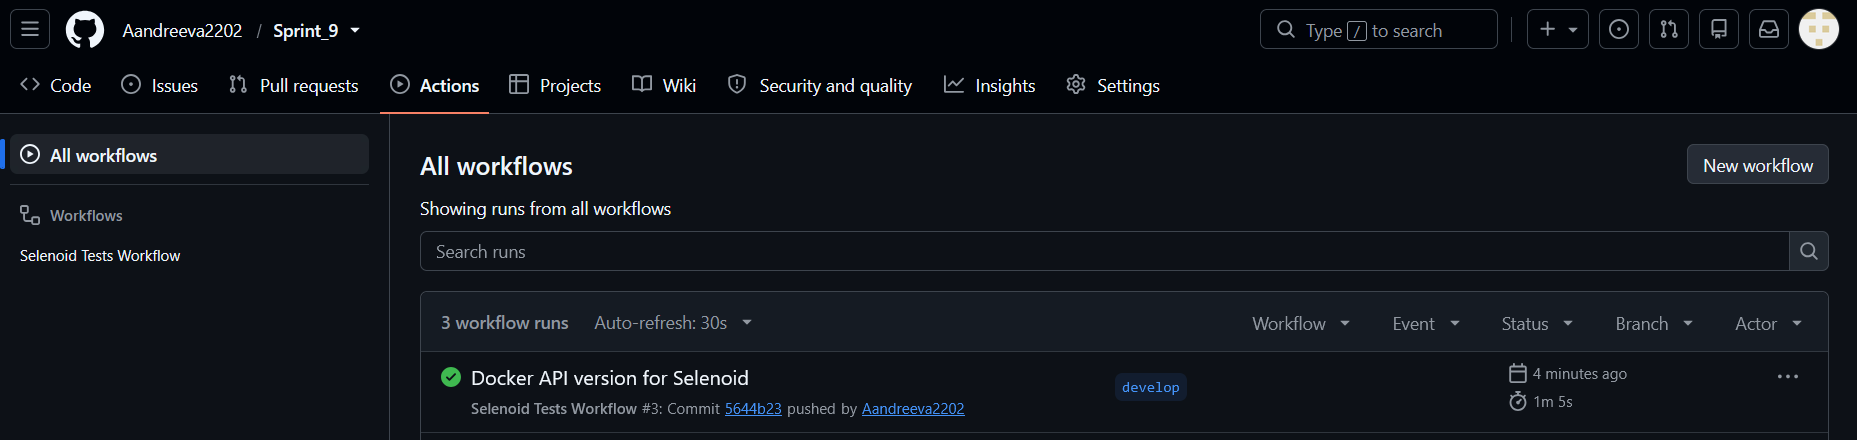 Aandreeva2202 / Sprint_9
Type / to search
Code Issues Pull requests Actions Projects Wiki Security and quality Insights Settings
All workflows
Workflows
Selenoid Tests Workflow
All workflows
New workflow
Showing runs from all workflows
Search runs
3 workflow runs Auto-refresh: 30s Workflow Event Status Branch Actor
Docker API version for Selenoid
Selenoid Tests Workflow #3: Commit 5644b23 pushed by Aandreeva2202
develop
4 minutes ago
1m 5s